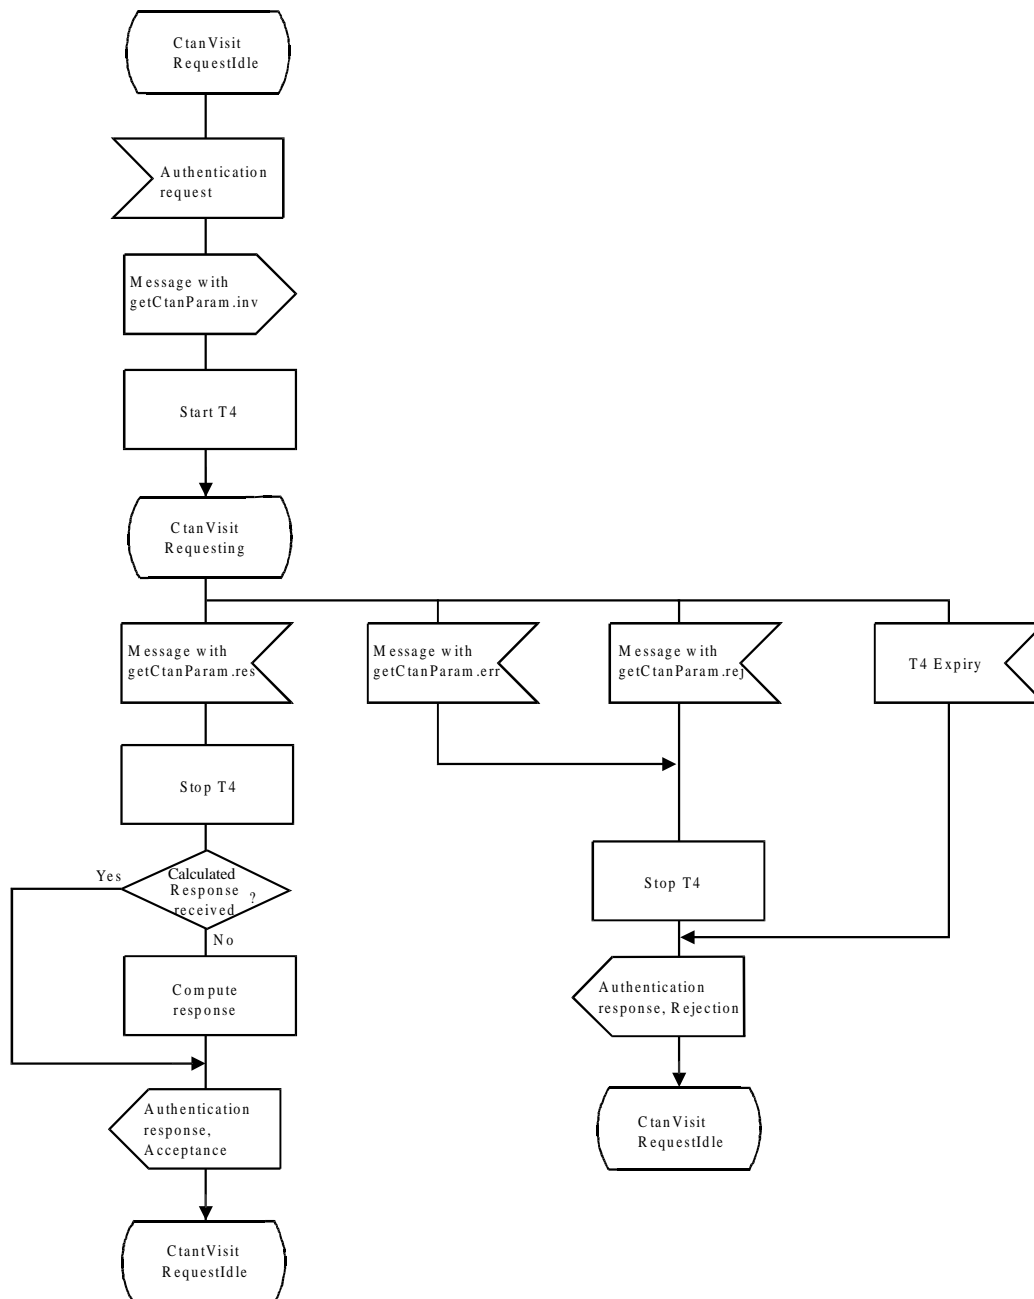 CtanVisit
RequestIdle
Authentication
request
Message with
getCtanParam.inv
Start T4
CtanVisit
Requesting
Message with
getCtanParam.res
Message with
getCtanParam.err
Message with
getCtanParam.rej
T4 Expiry
Stop T4
Yes
Calculated
Response
received ?
No
Stop T4
Compute
response
Authentication
response, Rejection
Authentication
response,
Acceptance
CtanVisit
RequestIdle
CtantVisit
RequestIdle